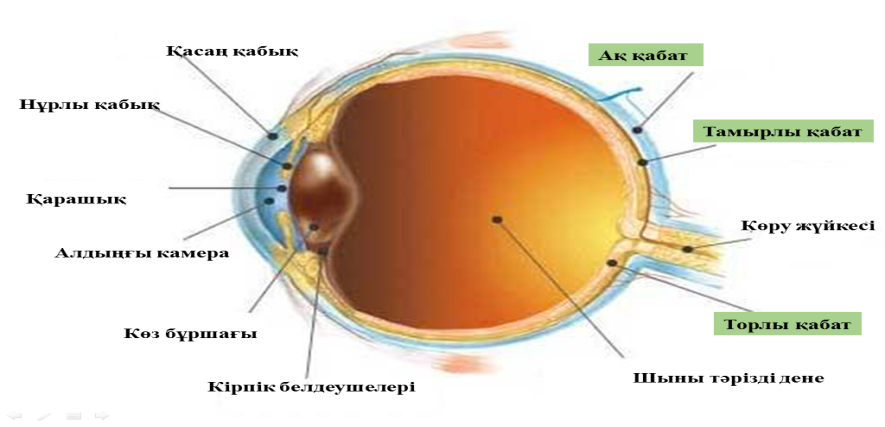 Қасаң қабық
Нұрлы қабық
Қарашық
Алдыңғы камера
Көз бұршағы
Кірпік белдеушелері
Ақ қабат
Тамырлы қабат
Көру жүйкесі
Торлы қабат
Шыны тәрізді дене